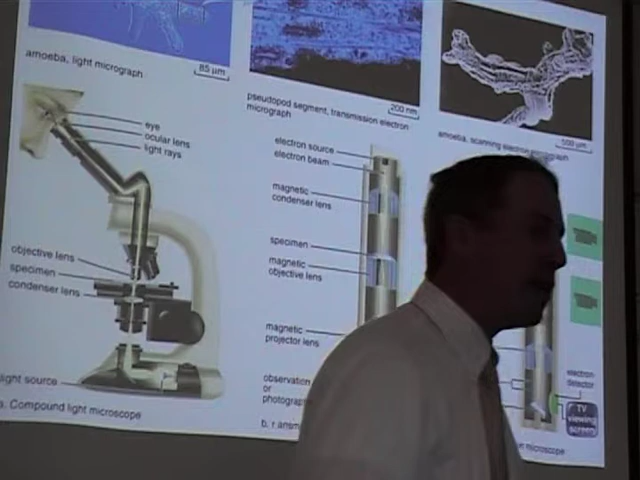 amoeba, light micrograph
85 µm
pseudopod segment, transmission electron
micrograph
200 nm
amoeba, scanning electron micrograph
500 µm
eye
ocular lens
light rays
electron source
electron beam
magnetic
condenser lens
specimen
magnetic
objective lens
magnetic
projector lens
observation
or
objective lens
specimen
condenser lens
light source
a. Compound light microscope
electron
detector
TV
viewing
screen
microscope